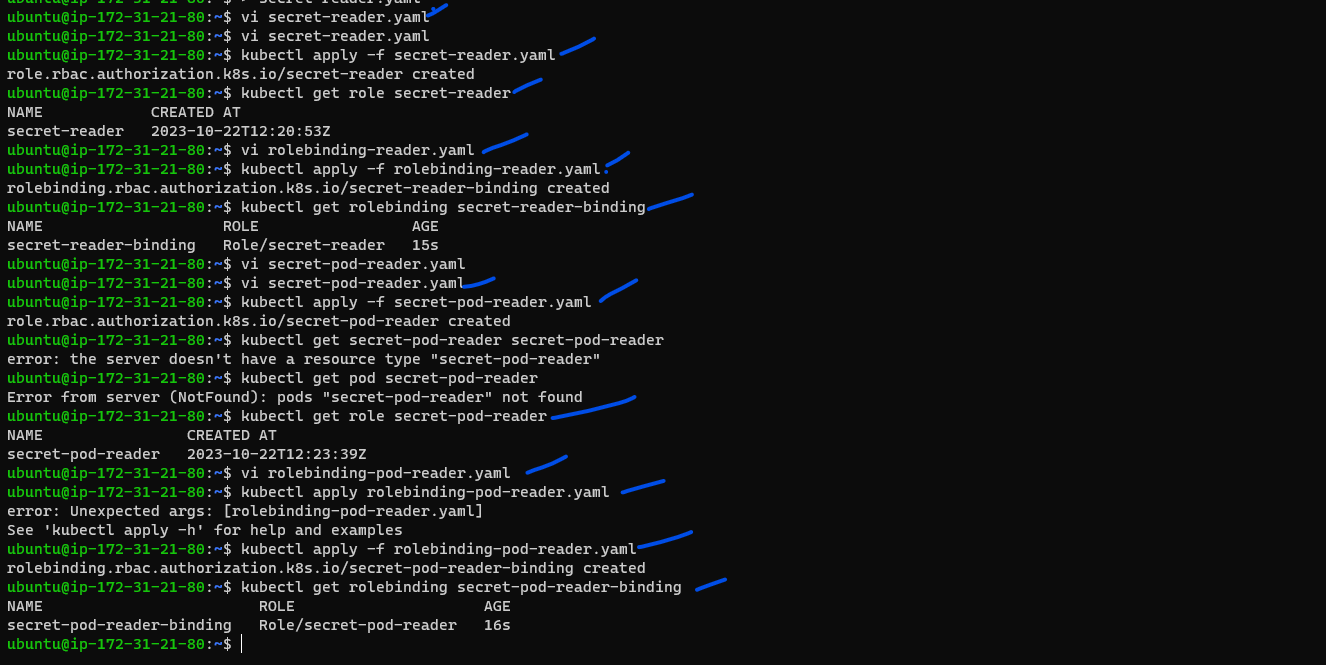 ubuntu@ip-172-31-21-80:~$ vi secret-reader.yaml
ubuntu@ip-172-31-21-80:~$ vi secret-reader.yaml
ubuntu@ip-172-31-21-80:~$ kubectl apply -f secret-reader.yaml
role.rbac.authorization.k8s.io/secret-reader created
ubuntu@ip-172-31-21-80:~$ kubectl get role secret-reader
NAME            CREATED AT
secret-reader   2023-10-22T12:20:53Z
ubuntu@ip-172-31-21-80:~$ vi rolebinding-reader.yaml
ubuntu@ip-172-31-21-80:~$ kubectl apply -f rolebinding-reader.yaml
rolebinding.rbac.authorization.k8s.io/secret-reader-binding created
ubuntu@ip-172-31-21-80:~$ kubectl get rolebinding secret-reader-binding
NAME                    ROLE                 AGE
secret-reader-binding   Role/secret-reader   15s
ubuntu@ip-172-31-21-80:~$ vi secret-pod-reader.yaml
ubuntu@ip-172-31-21-80:~$ vi secret-pod-reader.yaml
ubuntu@ip-172-31-21-80:~$ kubectl apply -f secret-pod-reader.yaml
role.rbac.authorization.k8s.io/secret-pod-reader created
ubuntu@ip-172-31-21-80:~$ kubectl get secret-pod-reader secret-pod-reader
error: the server doesn't have a resource type "secret-pod-reader"
ubuntu@ip-172-31-21-80:~$ kubectl get pod secret-pod-reader
Error from server (NotFound): pods "secret-pod-reader" not found
ubuntu@ip-172-31-21-80:~$ kubectl get role secret-pod-reader
NAME                CREATED AT
secret-pod-reader   2023-10-22T12:23:39Z
ubuntu@ip-172-31-21-80:~$ vi rolebinding-pod-reader.yaml
ubuntu@ip-172-31-21-80:~$ kubectl apply rolebinding-pod-reader.yaml
error: Unexpected args: [rolebinding-pod-reader.yaml]
See 'kubectl apply -h' for help and examples
ubuntu@ip-172-31-21-80:~$ kubectl apply -f rolebinding-pod-reader.yaml
rolebinding.rbac.authorization.k8s.io/secret-pod-reader-binding created
ubuntu@ip-172-31-21-80:~$ kubectl get rolebinding secret-pod-reader-binding
NAME                        ROLE                     AGE
secret-pod-reader-binding   Role/secret-pod-reader   16s
ubuntu@ip-172-31-21-80:~$